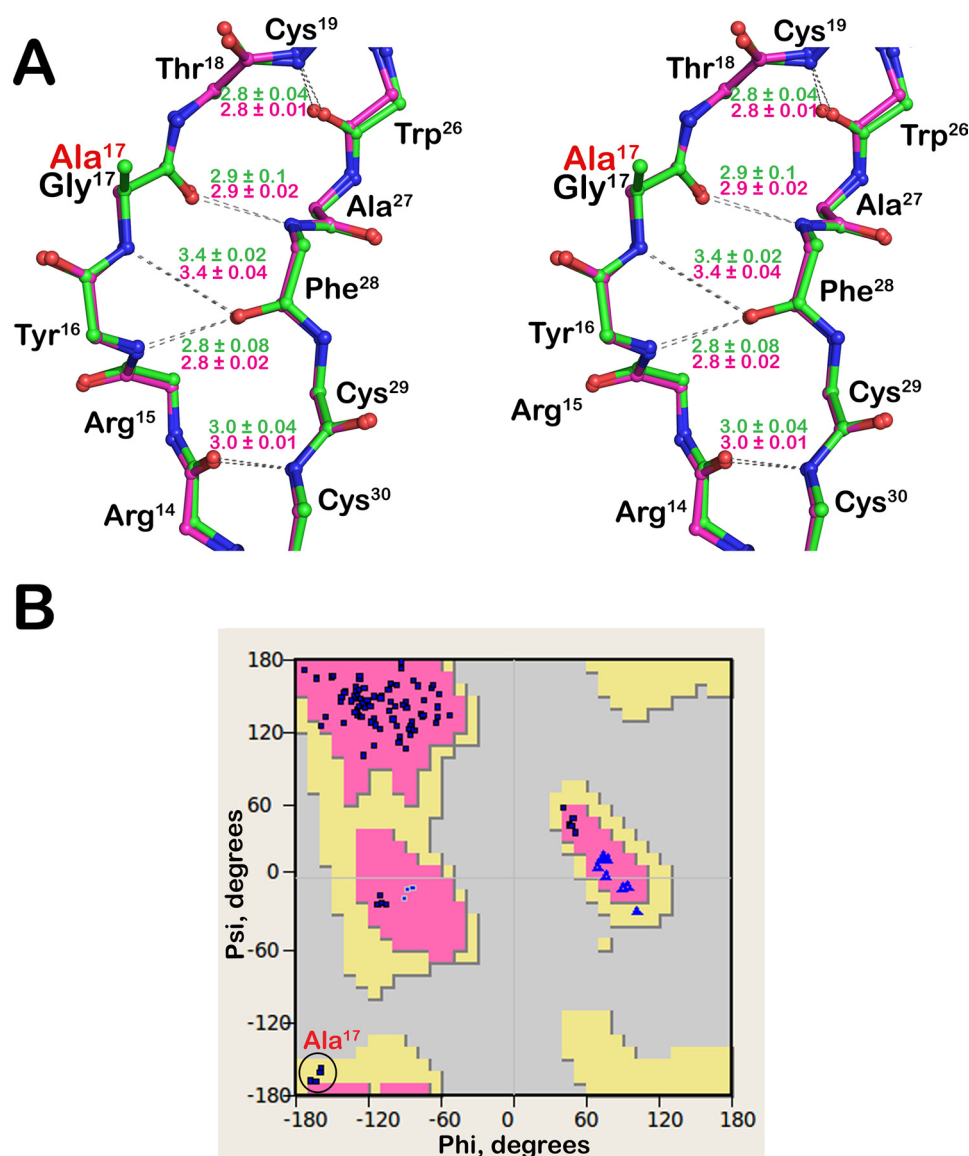 A
Cys¹⁹
Thr¹⁸
2.8 ± 0.04
2.8 ± 0.01
Trp²⁶
Ala¹⁷
Gly¹⁷
2.9 ± 0.1
2.9 ± 0.02
Ala²⁷
3.4 ± 0.02
3.4 ± 0.04
Phe²⁸
Tyr¹⁶
2.8 ± 0.08
2.8 ± 0.02
Cys²⁹
Arg¹⁵
3.0 ± 0.04
3.0 ± 0.01
Cys³⁰
Arg¹⁴
Cys¹⁹
Thr¹⁸
2.8 ± 0.04
2.8 ± 0.01
Trp²⁶
Ala¹⁷
Gly¹⁷
2.9 ± 0.1
2.9 ± 0.02
Ala²⁷
3.4 ± 0.02
3.4 ± 0.04
Phe²⁸
Tyr¹⁶
2.8 ± 0.08
2.8 ± 0.02
Cys²⁹
Arg¹⁵
3.0 ± 0.04
3.0 ± 0.01
Cys³⁰
Arg¹⁴
B
180
120
60
0
-60
-120
-180
Psi, degrees
Ala¹⁷
-180 -120 -60 0 60 120 180
Phi, degrees